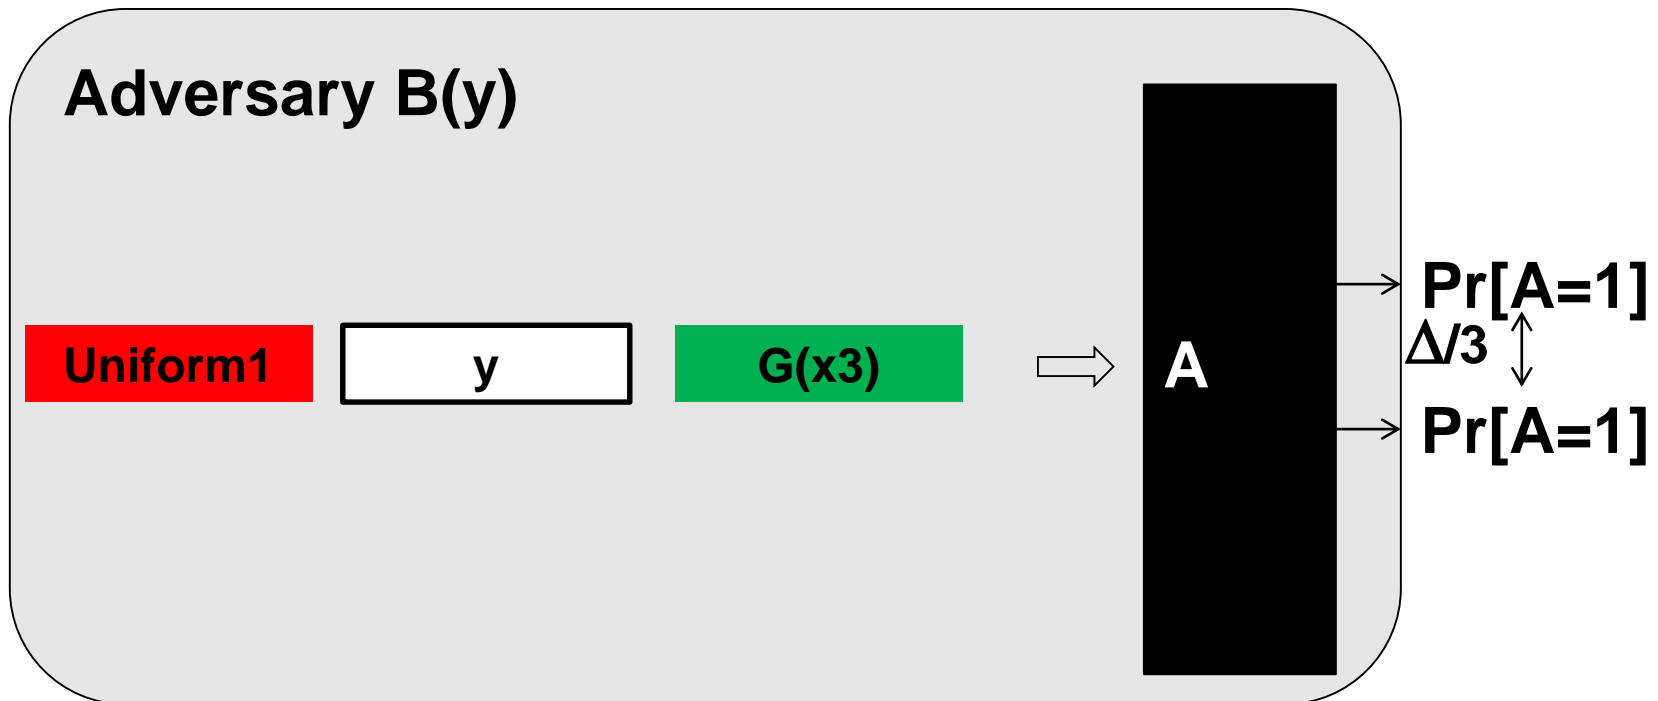 Adversary B(y)
Uniform1
y
G(x3)
A
Pr[A=1]
Δ/3
Pr[A=1]